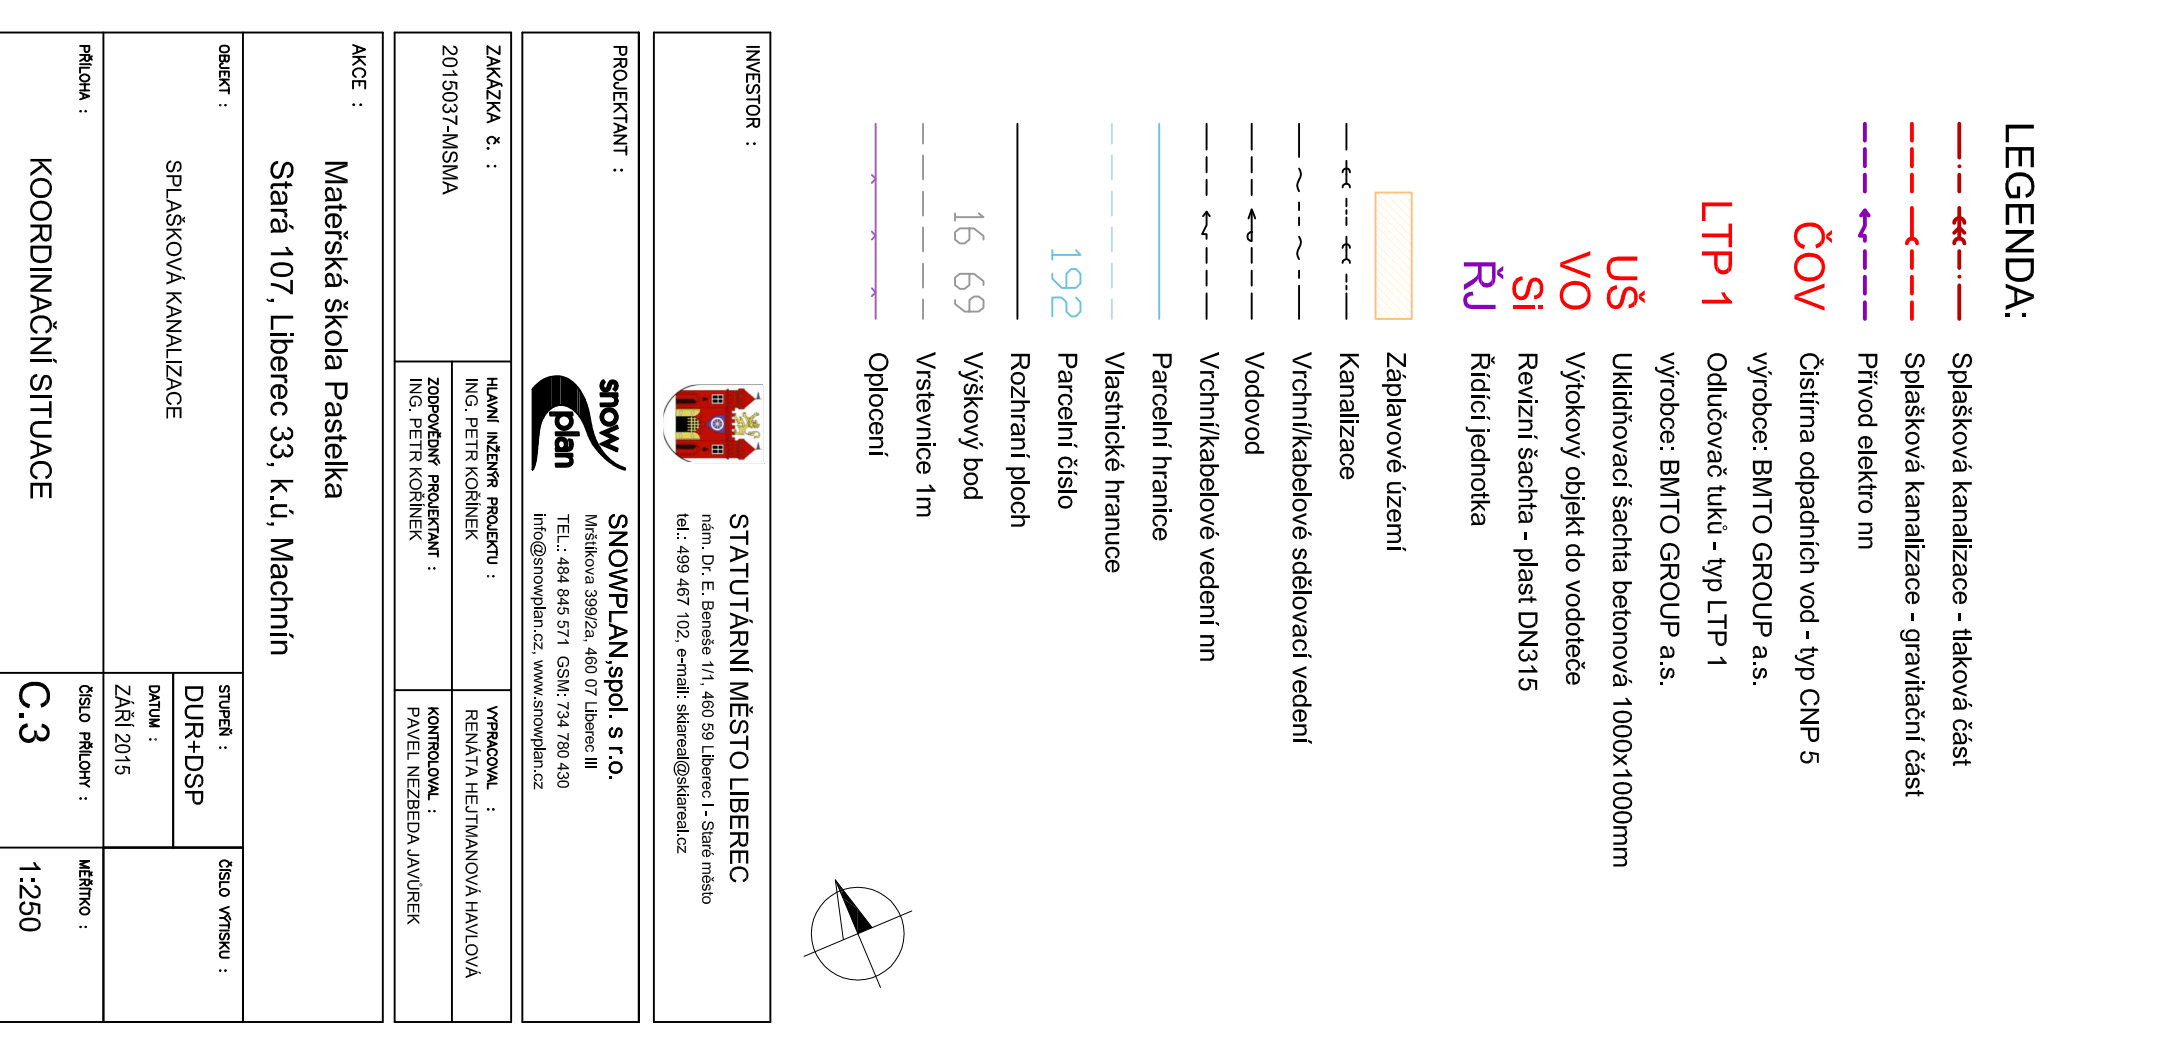 LEGENDA:
Splašková kanalizace - tlaková část
Splašková kanalizace - gravitační část
Přívod elektro nn
ČOV Čistírna odpadních vod - typ CNP 5
výrobce: BMTO GROUP a.s.
LTP 1 Odlučovač tuků - typ LTP 1
výrobce: BMTO GROUP a.s.
UŠ Uklidňovací šachta betonová 1000x1000mm
VO Výtokový objekt do vodoteče
Si Revizní šachta - plast DN315
ŘJ Řídící jednotka
Záplavové území
Kanalizace
Vrchní/kabelové sdělovací vedení
Vodovod
Vrchní/kabelové vedení nn
Parcelní hranice
Vlastnické hranuce
192 Parcelní číslo
Rozhraní ploch
16 69 Výškový bod
Vrstevnice 1m
Oplocení
INVESTOR :
STATUTÁRNÍ MĚSTO LIBEREC
nám. Dr. E. Beneše 1/1, 460 59 Liberec I - Staré město
tel.: 499 467 102, e-mail: skiareal@skiareal.cz
PROJEKTANT :
snow plan
SNOWPLAN,spol. s r.o.
Mrštíkova 399/2a, 460 07 Liberec III
TEL.: 484 845 571 GSM: 734 780 430
info@snowplan.cz, www.snowplan.cz
ZAKÁZKA č. :
2015037-MSMA
HLAVNÍ INŽENÝR PROJEKTU :
ING. PETR KOŘÍNEK
ZODPOVĚDNÝ PROJEKTANT :
ING. PETR KOŘÍNEK
VYPRACOVAL :
RENÁTA HEJTMANOVÁ HAVLOVÁ
KONTROLOVAL :
PAVEL NEZBEDA JAVŮREK
AKCE :
Mateřská škola Pastelka
Stará 107, Liberec 33, k.ú, Machnín
OBJEKT :
SPLAŠKOVÁ KANALIZACE
STUPEŇ :
DUR+DSP
DATUM :
ZÁŘÍ 2015
ČÍSLO VÝTISKU :
PŘÍLOHA :
KOORDINAČNÍ SITUACE
ČÍSLO PŘÍLOHY :
C.3
MĚŘÍTKO :
1:250